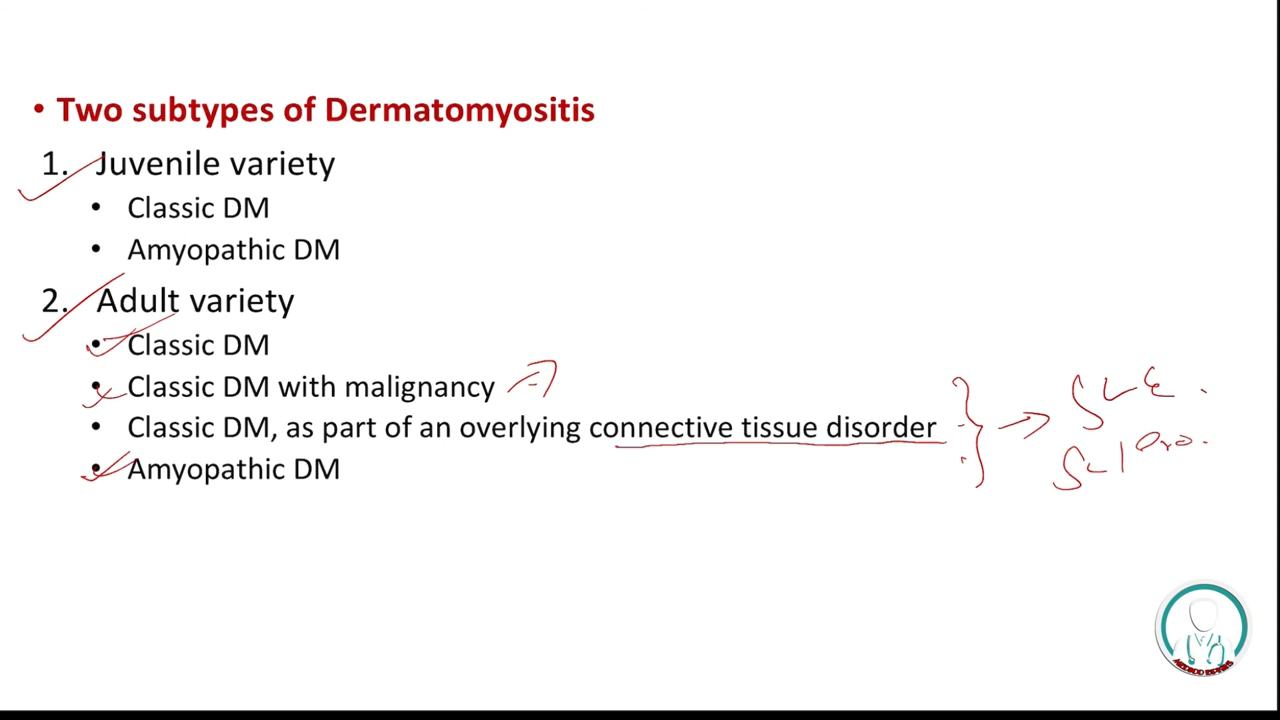 • Two subtypes of Dermatomyositis
1. Juvenile variety
• Classic DM
• Amyopathic DM
2. Adult variety
• Classic DM
• Classic DM with malignancy
• Classic DM, as part of an overlying connective tissue disorder
• Amyopathic DM
SLE